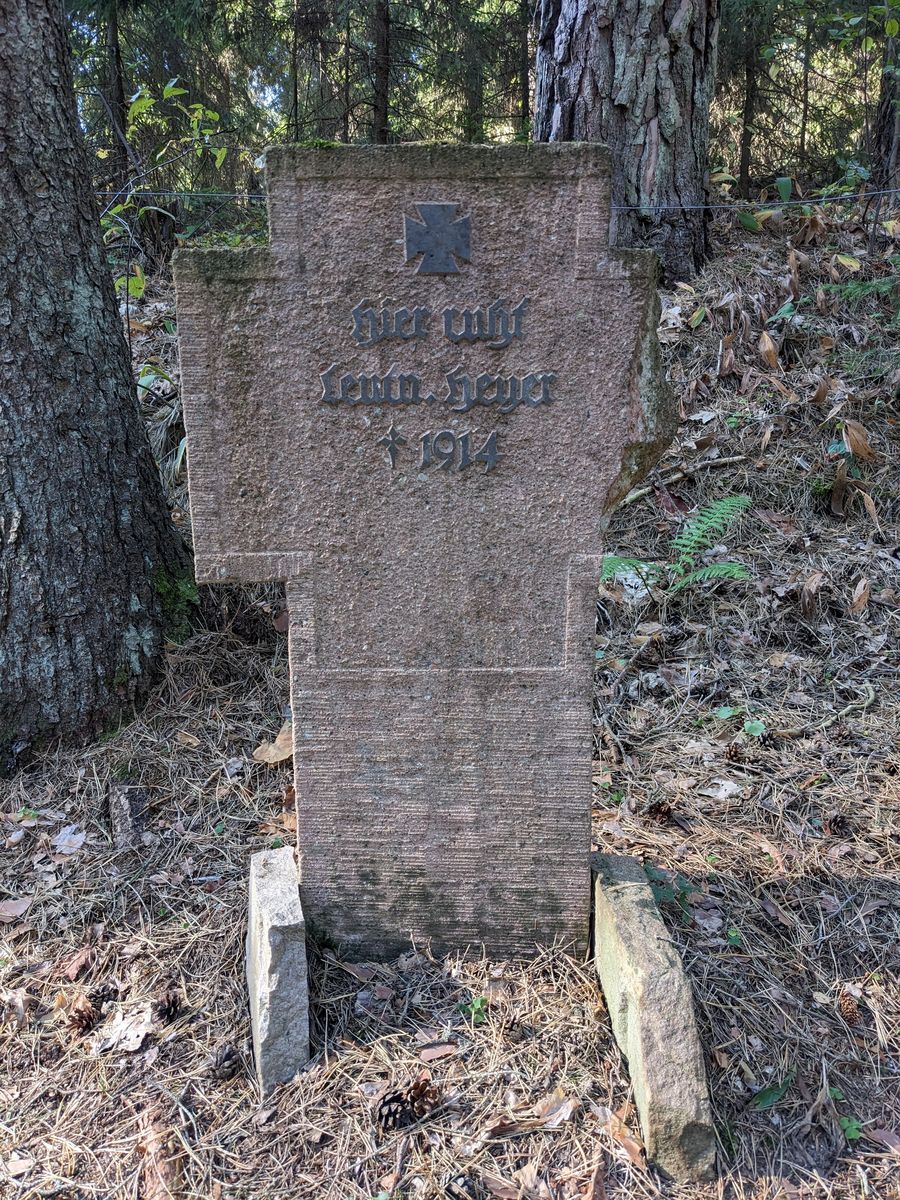 hier ruht
Leutn. Heyer
† 1914